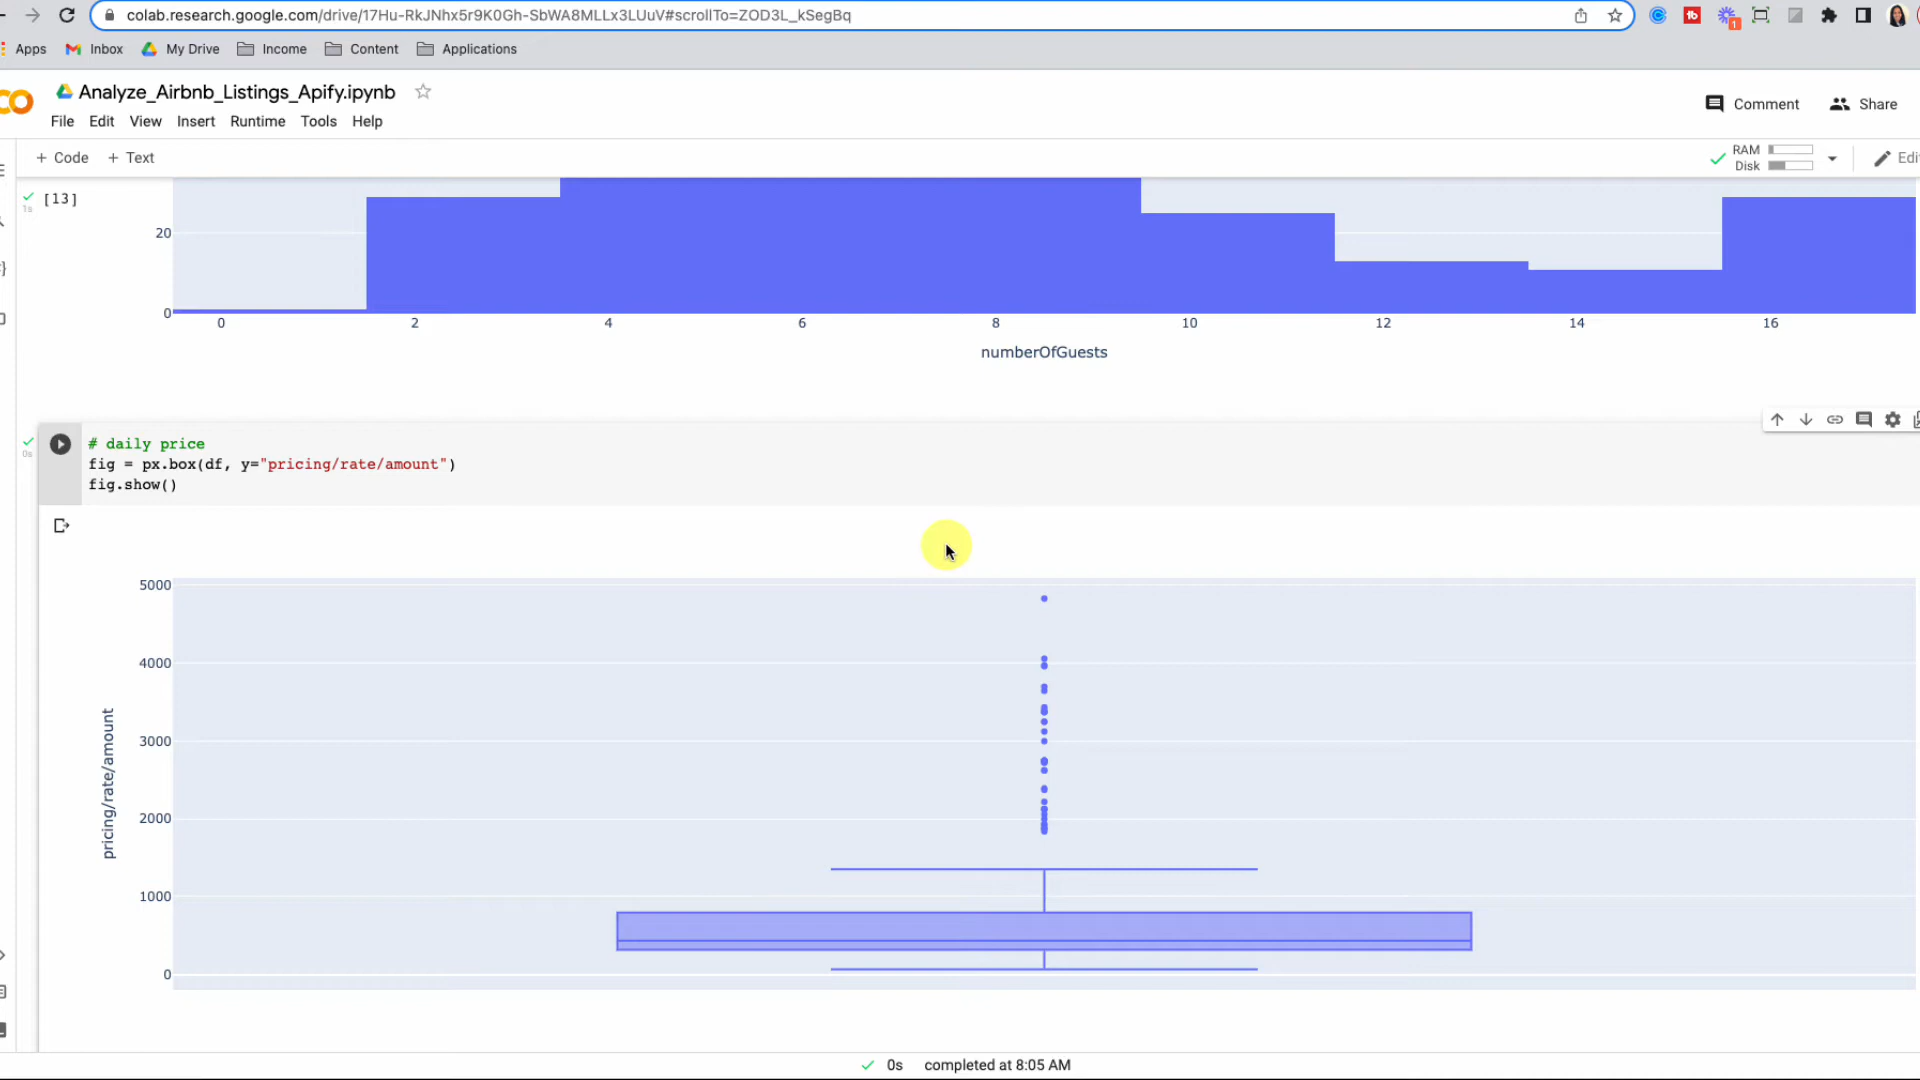 colab.research.google.com/drive/17Hu-RkJNhx5r9K0Gh-SbWA8MLLx3LUuV#scrollTo=ZOD3L_kSegBq
Apps Inbox My Drive Income Content Applications
Analyze_Airbnb_Listings_Apify.ipynb
Comment Share
File Edit View Insert Runtime Tools Help
+ Code + Text
RAM
Disk
Edi
[13]
1s
20
0
0 2 4 6 8 10 12 14 16
numberOfGuests
0s
# daily price
fig = px.box(df, y="pricing/rate/amount")
fig.show()
5000
4000
3000
2000
1000
0
pricing/rate/amount
0s completed at 8:05 AM